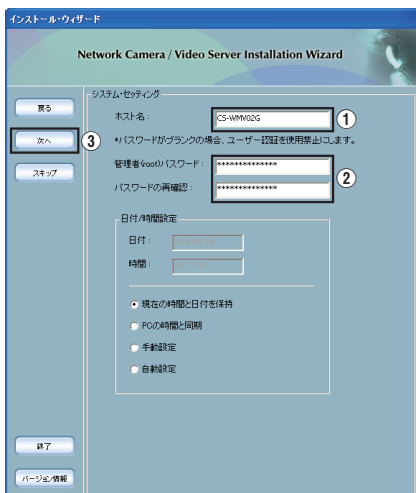 インストール・ウィザード
Network Camera / Video Server Installation Wizard
戻る
次へ
スキップ
終了
バージョン情報
システム・セッティング
ホスト名：
CS-WMV02G
①
*パスワードがブランクの場合、ユーザー認証を使用禁止にします。
③
管理者(root)パスワード：
**************
②
パスワードの再確認：
**************
日付/時間設定
日付：
時間：
現在の時間と日付を保持
PCの時間と同期
手動設定
自動設定